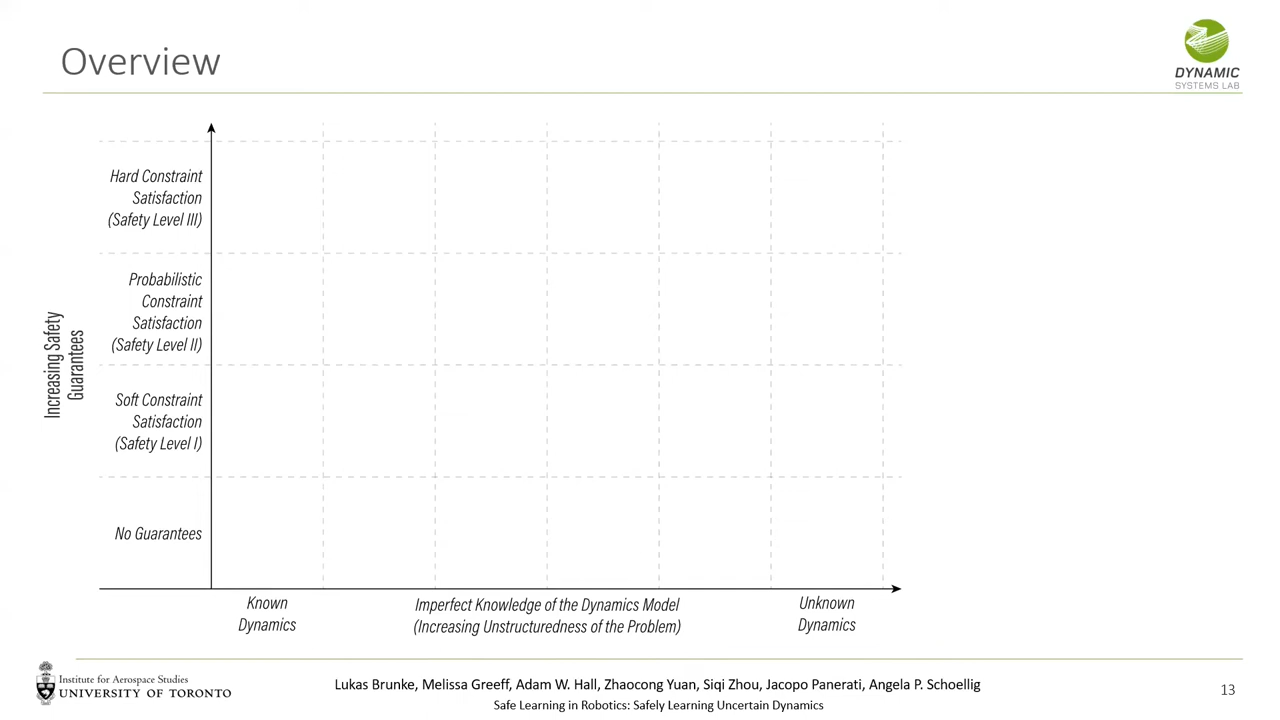 Overview
DYNAMIC
SYSTEMS LAB
Hard Constraint
Satisfaction
(Safety Level III)
Probabilistic
Constraint
Satisfaction
(Safety Level II)
Increasing Safety
Guarantees
Soft Constraint
Satisfaction
(Safety Level I)
No Guarantees
Known
Dynamics
Imperfect Knowledge of the Dynamics Model
(Increasing Unstructuredness of the Problem)
Unknown
Dynamics
Institute for Aerospace Studies
UNIVERSITY OF TORONTO
Lukas Brunke, Melissa Greeff, Adam W. Hall, Zhaocong Yuan, Siqi Zhou, Jacopo Panerati, Angela P. Schoellig
Safe Learning in Robotics: Safely Learning Uncertain Dynamics
13